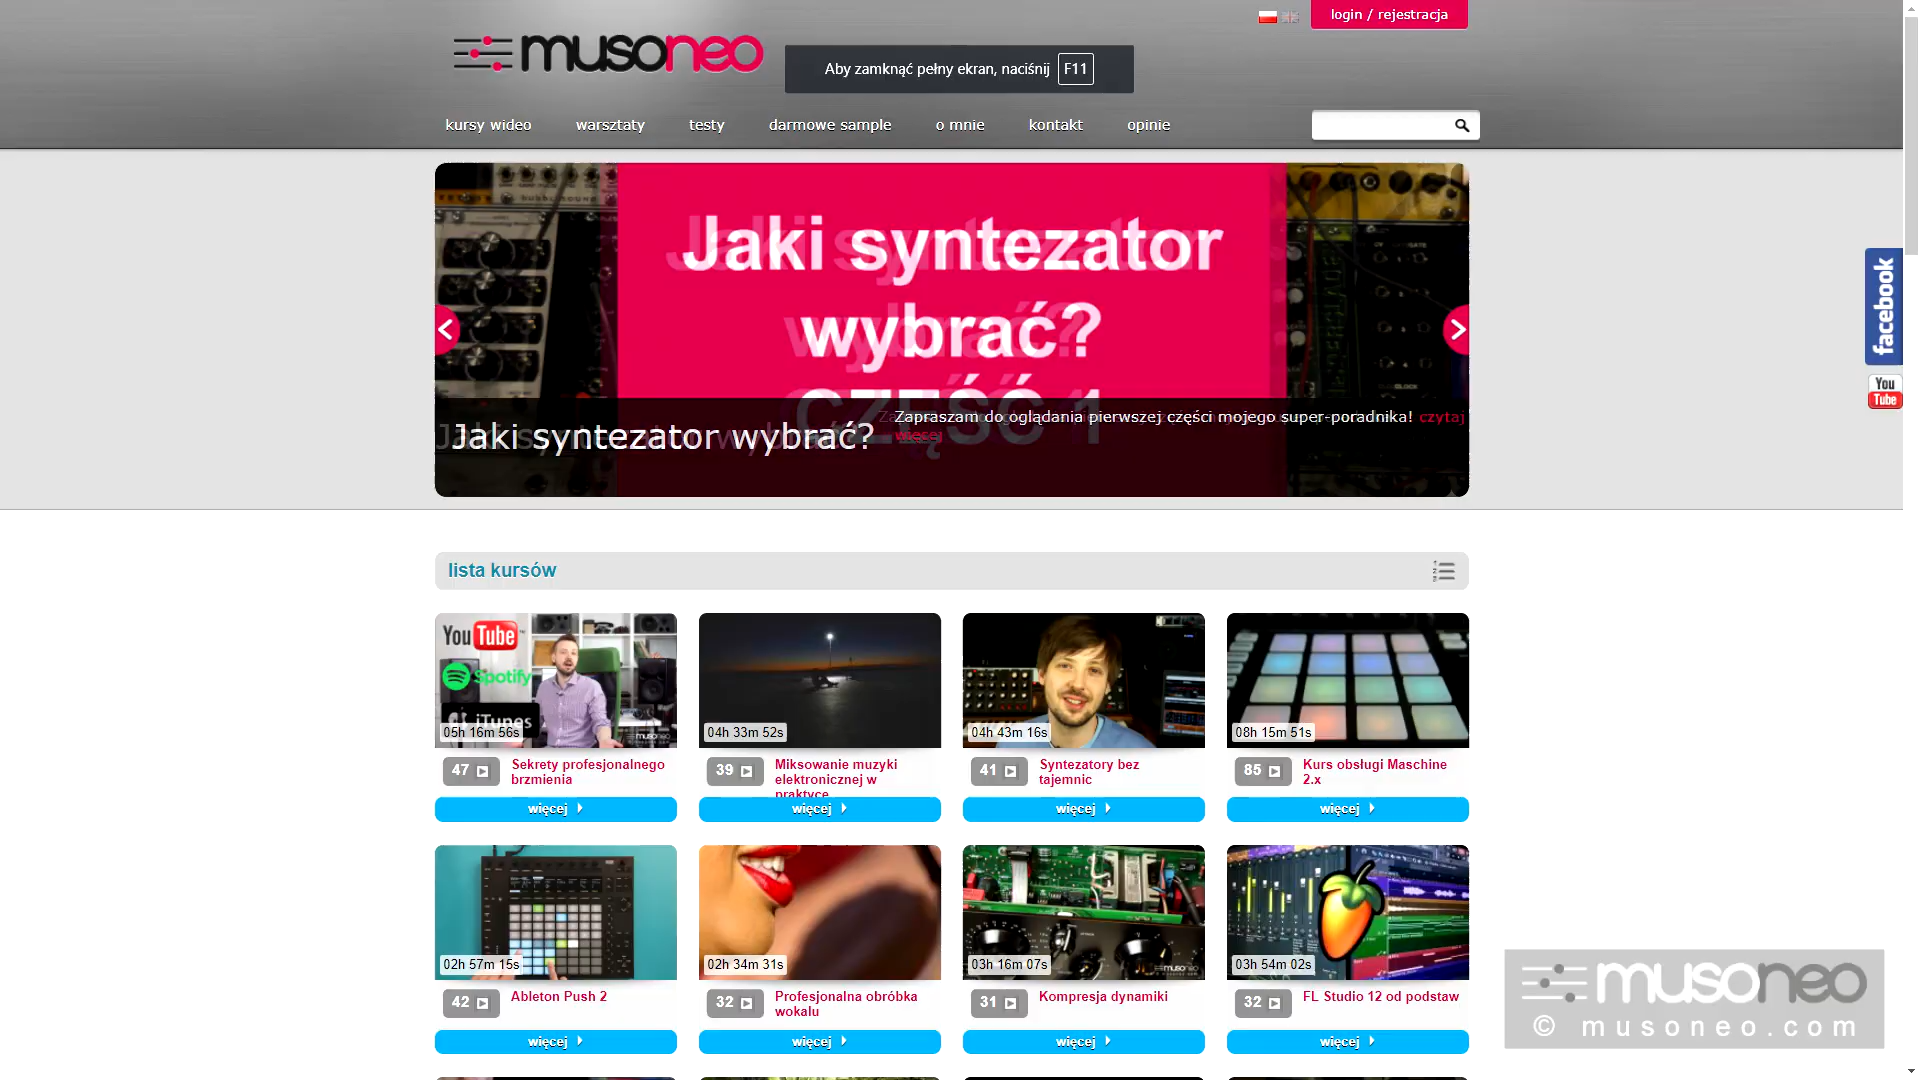 login / rejestracja
musoneo
Aby zamknąć pełny ekran, naciśnij F11
kursy wideo warsztaty testy darmowe sample o mnie kontakt opinie
Jaki syntezator
wybrać?
CZĘŚĆ 1
Zapraszam do oglądania pierwszej części mojego super-poradnika! czytaj
więcej
Jaki syntezator wybrać?
facebook
You
Tube
lista kursów
YouTube
Spotify
iTunes
musoneo
05h 16m 56s
04h 33m 52s
04h 43m 16s
08h 15m 51s
47 Sekrety profesjonalnego
brzmienia
39 Miksowanie muzyki
elektronicznej w
praktyce
41 Syntezatory bez
tajemnic
85 Kurs obsługi Maschine
2.x
więcej
więcej
więcej
więcej
musoneo
02h 57m 15s
02h 34m 31s
03h 16m 07s
03h 54m 02s
42 Ableton Push 2
32 Profesjonalna obróbka
wokalu
31 Kompresja dynamiki
32 FL Studio 12 od podstaw
więcej
więcej
więcej
więcej
musoneo
© musoneo.com